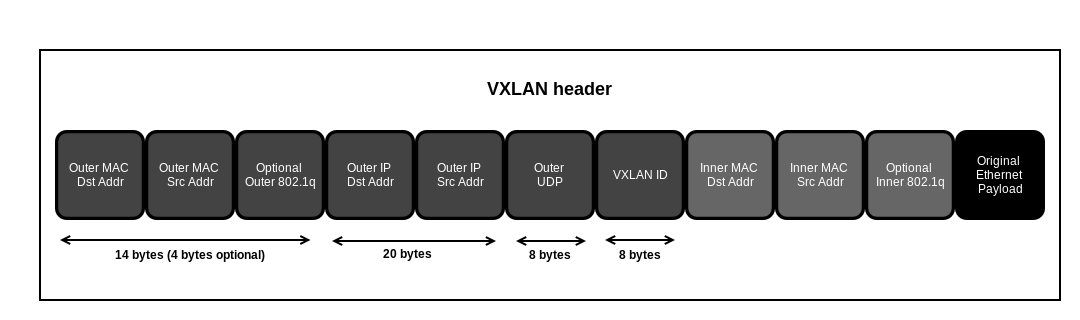 VXLAN header
Outer MAC
Dst Addr
Outer MAC
Src Addr
Optional
Outer 802.1q
Outer IP
Dst Addr
Outer IP
Src Addr
Outer
UDP
VXLAN ID
Inner MAC
Dst Addr
Inner MAC
Src Addr
Optional
Inner 802.1q
Original
Ethernet
Payload
14 bytes (4 bytes optional)
20 bytes
8 bytes
8 bytes